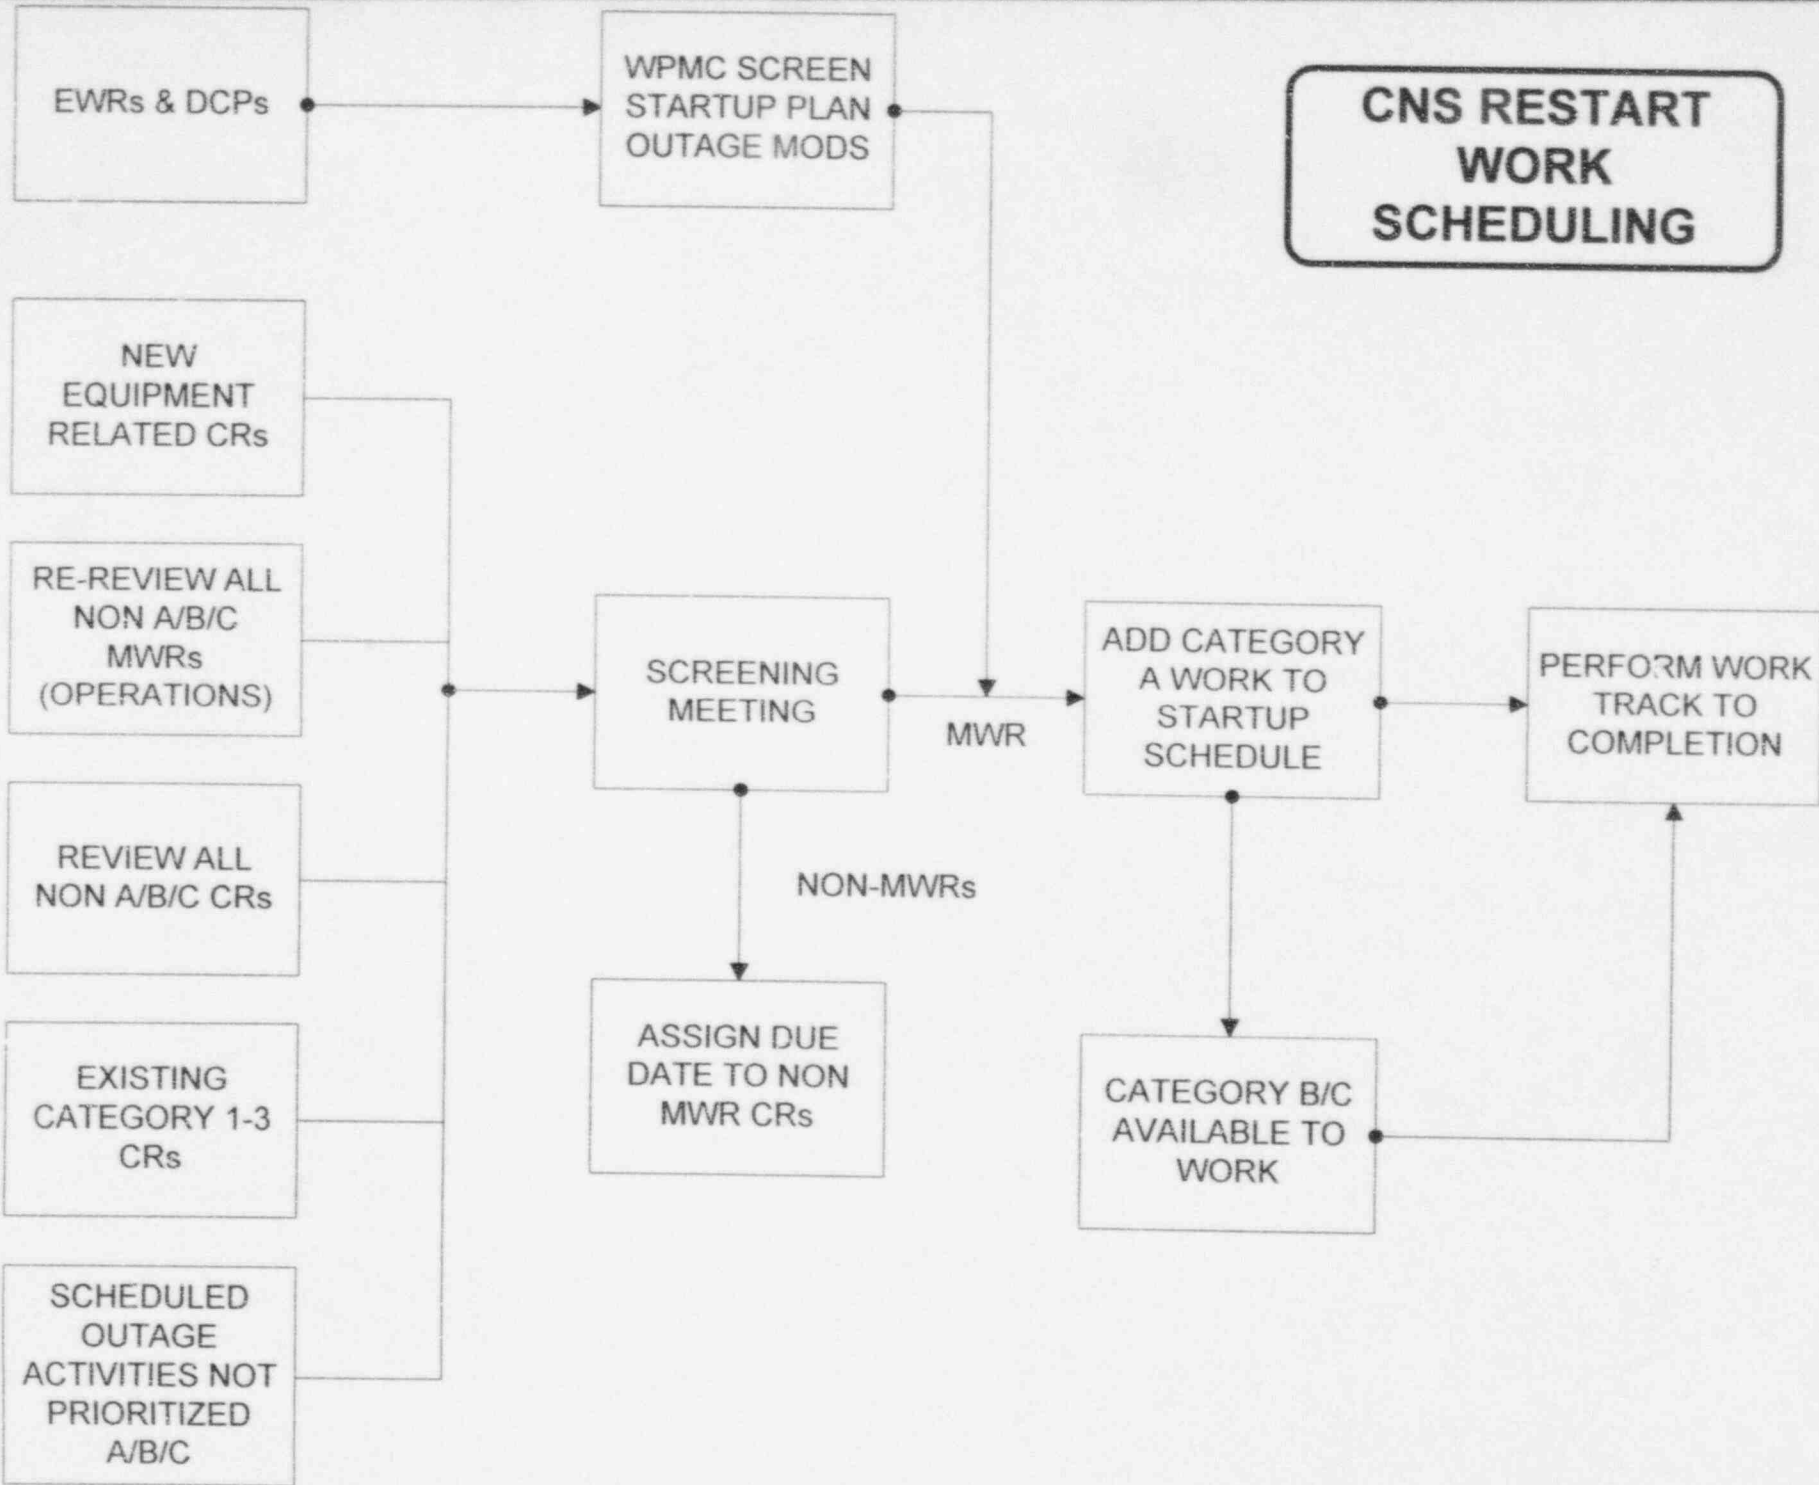 EWRs & DCPs
WPMC SCREEN
STARTUP PLAN
OUTAGE MODS
CNS RESTART
WORK
SCHEDULING
NEW
EQUIPMENT
RELATED CRs
RE-REVIEW ALL
NON A/B/C
MWRs
(OPERATIONS)
REVIEW ALL
NON A/B/C CRs
EXISTING
CATEGORY 1-3
CRs
SCHEDULED
OUTAGE
ACTIVITIES NOT
PRIORITIZED
A/B/C
SCREENING
MEETING
MWR
NON-MWRs
ASSIGN DUE
DATE TO NON
MWR CRs
ADD CATEGORY
A WORK TO
STARTUP
SCHEDULE
CATEGORY B/C
AVAILABLE TO
WORK
PERFORM WORK
TRACK TO
COMPLETION